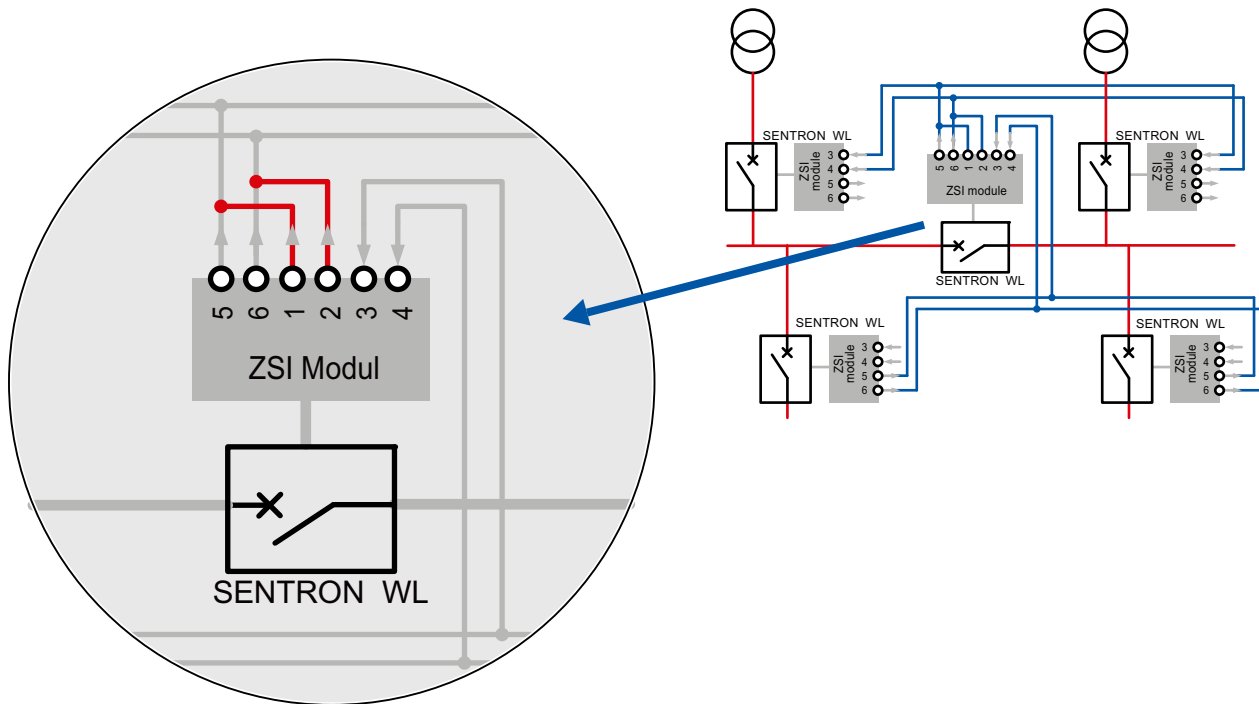 5 6 1 2 3 4
ZSI Modul
SENTRON WL
SENTRON WL
ZSI
module
3
4
5
6
5 6 1 2 3 4
ZSI module
SENTRON WL
SENTRON WL
ZSI
module
3
4
5
6
SENTRON WL
ZSI
module
3
4
5
6
SENTRON WL
ZSI
module
3
4
5
6